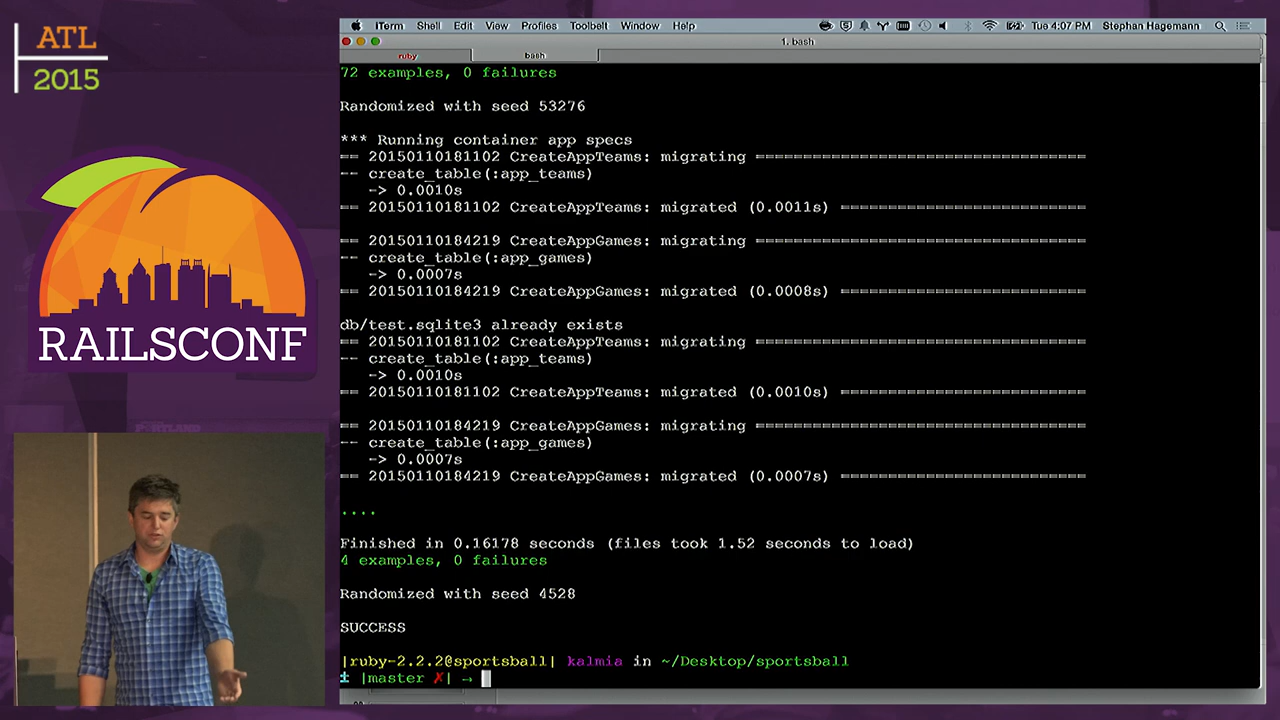 ATL
2015
RAILSCONF
iTerm Shell Edit View Profiles Toolbelt Window Help
Tue 4:07 PM Stephan Hagemann
1. bash
ruby
bash
72 examples, 0 failures
Randomized with seed 53276
*** Running container app specs
== 20150110181102 CreateAppTeams: migrating ===================================
-- create_table(:app_teams)
-> 0.0010s
== 20150110181102 CreateAppTeams: migrated (0.0011s) ==========================
== 20150110184219 CreateAppGames: migrating ===================================
-- create_table(:app_games)
-> 0.0007s
== 20150110184219 CreateAppGames: migrated (0.0008s) ==========================
db/test.sqlite3 already exists
== 20150110181102 CreateAppTeams: migrating ===================================
-- create_table(:app_teams)
-> 0.0010s
== 20150110181102 CreateAppTeams: migrated (0.0010s) ==========================
== 20150110184219 CreateAppGames: migrating ===================================
-- create_table(:app_games)
-> 0.0007s
== 20150110184219 CreateAppGames: migrated (0.0007s) ==========================
....
Finished in 0.16178 seconds (files took 1.52 seconds to load)
4 examples, 0 failures
Randomized with seed 4528
SUCCESS
|ruby-2.2.2@sportsball| kalmia in ~/Desktop/sportsball
± |master ✗| →